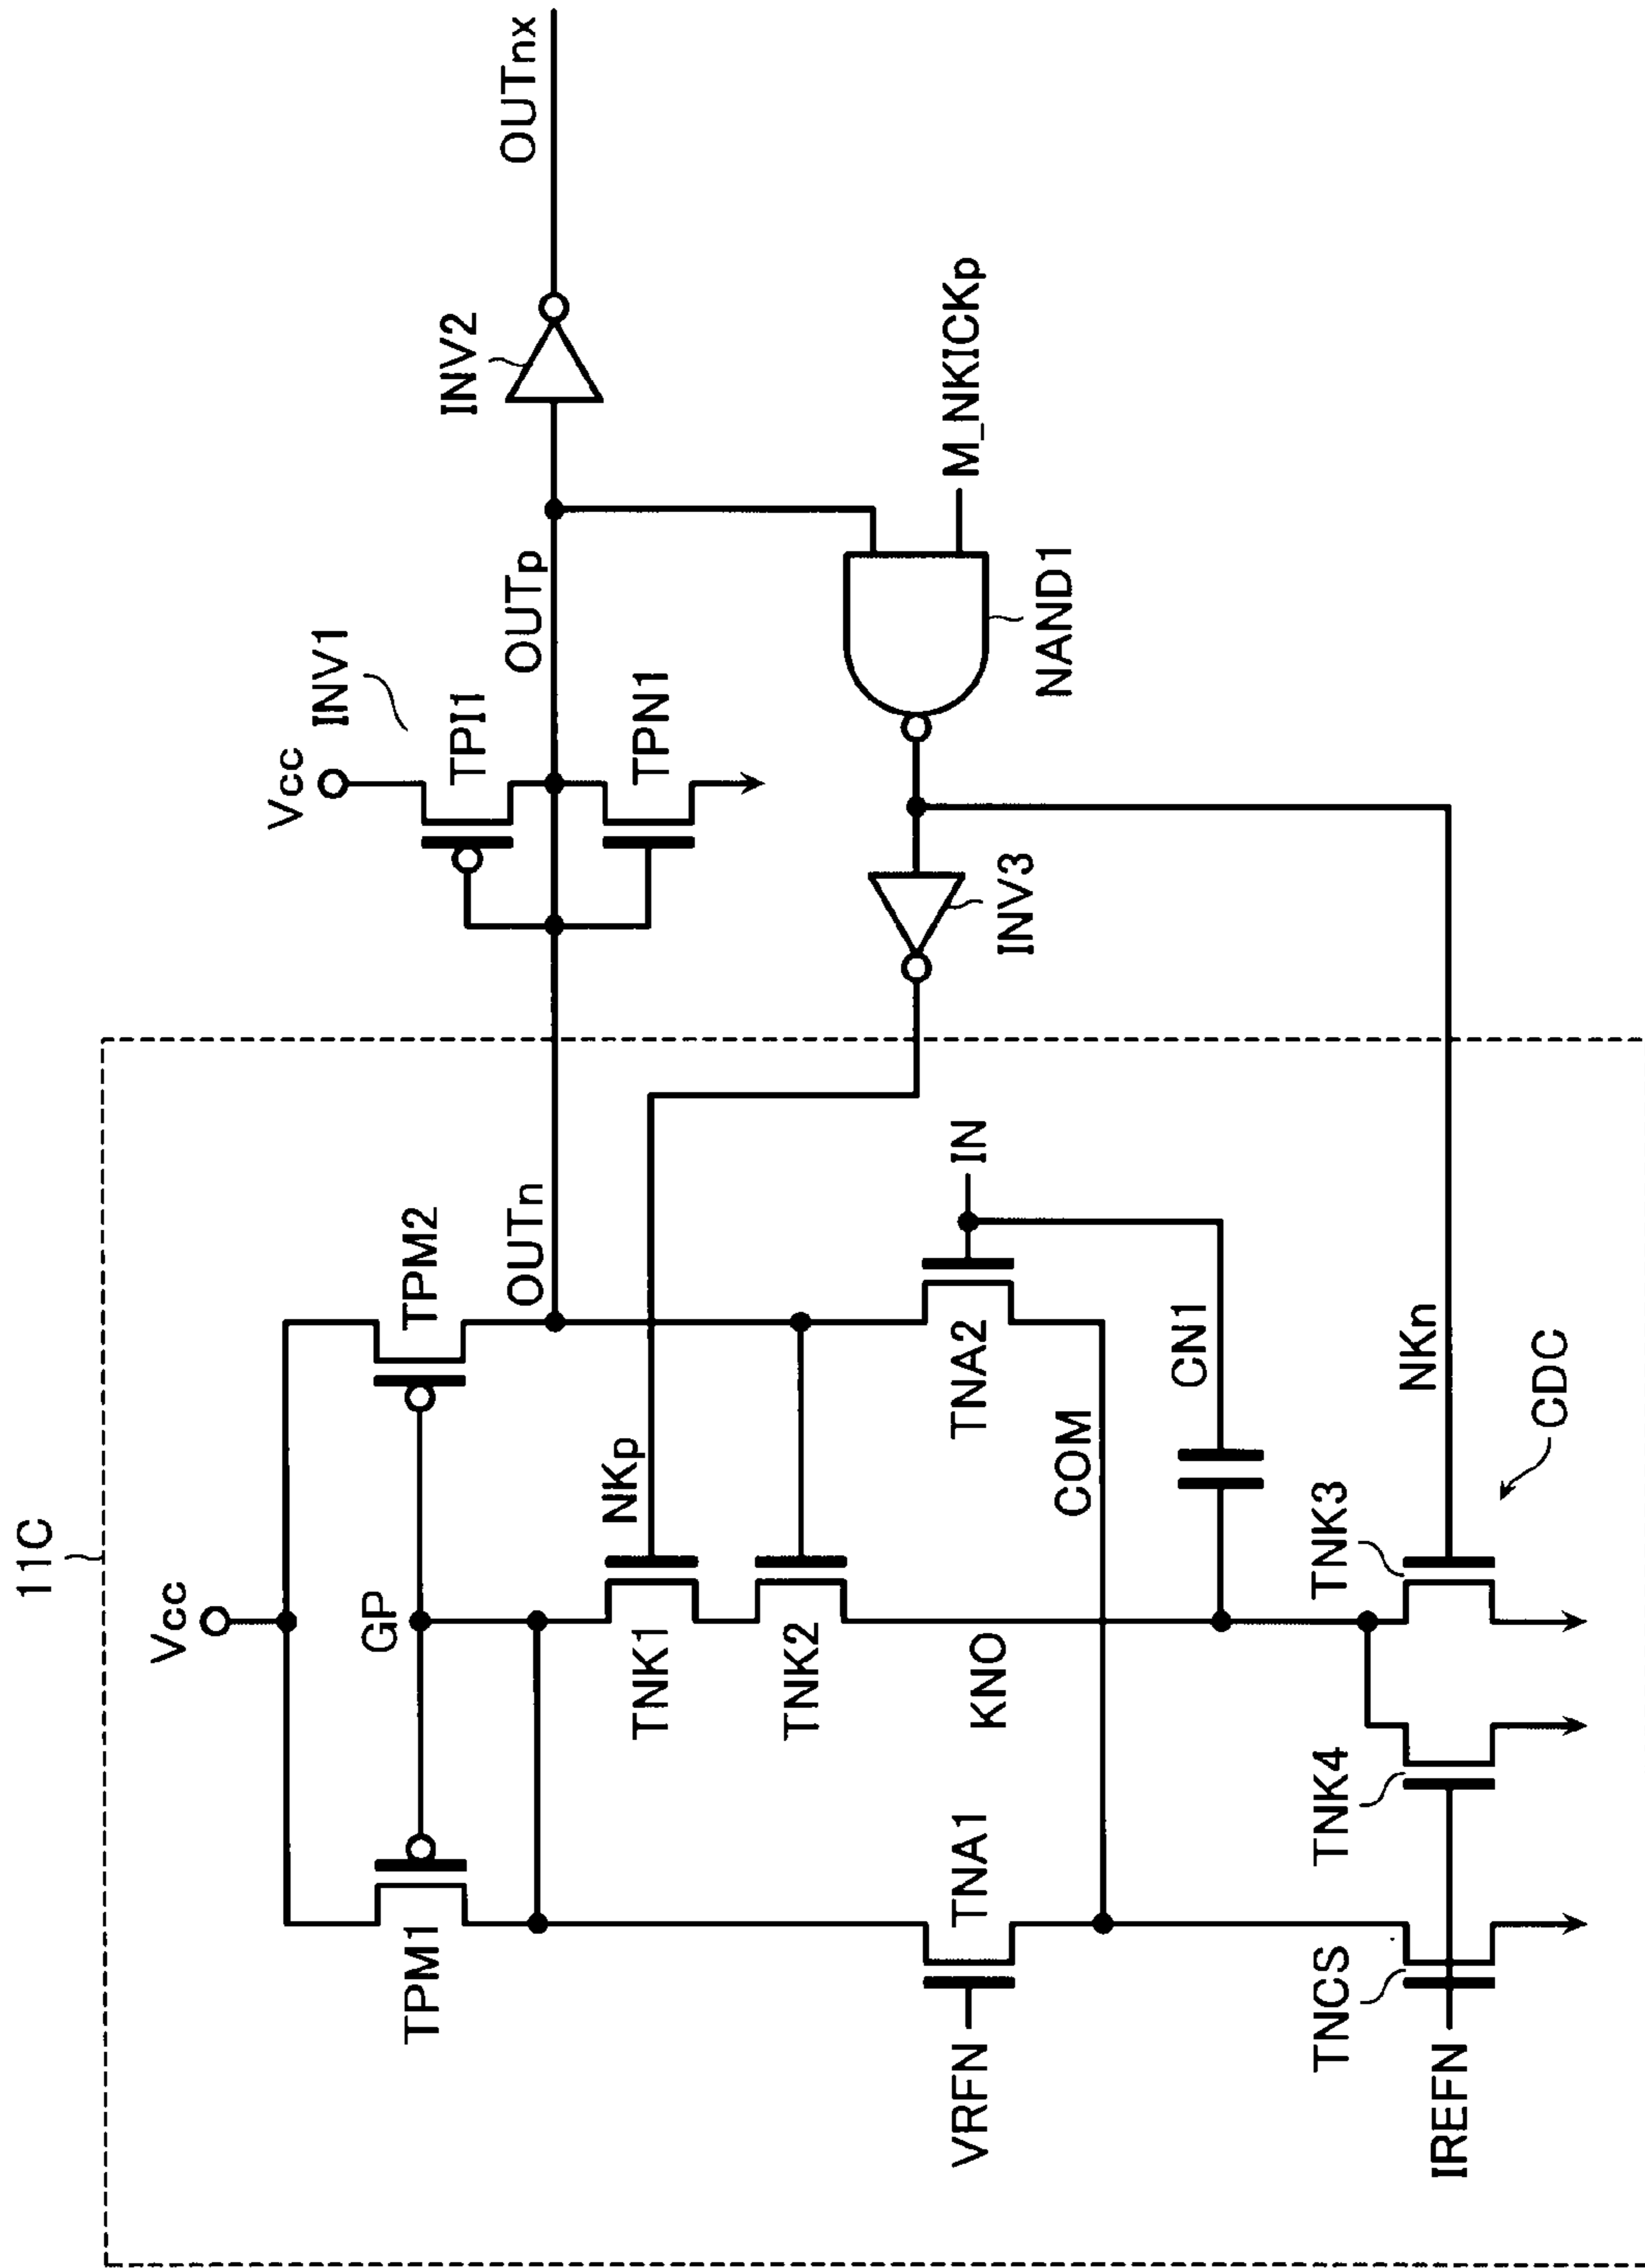 11C
Vcc
TPM1
GP
TPM2
OUTn
Vcc
INV1
TPI1
TPN1
OUTp
INV2
OUTnx
NKp
TNK1
TNK2
KNO
VRFN
TNA1
TNA2
IN
COM
CN1
INV3
NAND1
M_NKICKp
IREFN
TNCS
TNK4
TNK3
NKn
CDC